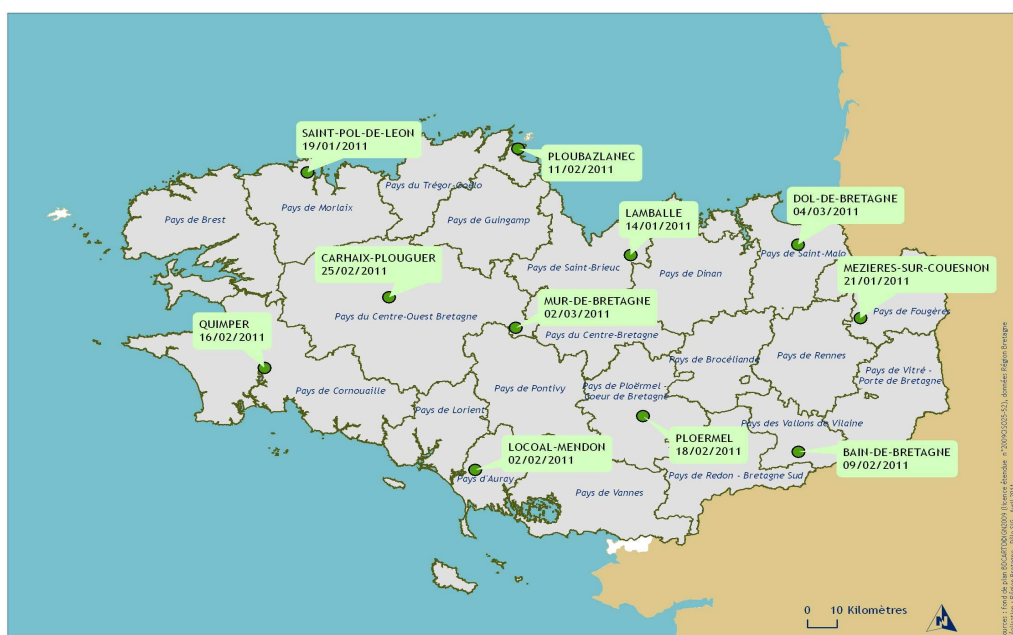 SAINT-POL-DE-LEON
19/01/2011
PLOUBAZLANEC
11/02/2011
Pays du Trégor-Goëlo
Pays de Brest
Pays de Morlaix
Pays de Guingamp
LAMBALLE
14/01/2011
DOL-DE-BRETAGNE
04/03/2011
CARHAIX-PLOUGUER
25/02/2011
Pays de Saint-Brieuc
Pays de Dinan
Pays de Saint-Malo
MEZIERES-SUR-COUESNON
21/01/2011
MUR-DE-BRETAGNE
02/03/2011
Pays du Centre-Ouest Bretagne
Pays de Fougères
QUIMPER
16/02/2011
Pays du Centre-Bretagne
Pays de Brocéliande
Pays de Rennes
Pays de Vitré -
Porte de Bretagne
Pays de Cornouaille
Pays de Pontivy
Pays de Ploërmel -
Coeur de Bretagne
Pays de Lorient
Pays des Vallons de Vilaine
PLOERMEL
18/02/2011
LOCOAL-MENDON
02/02/2011
BAIN-DE-BRETAGNE
09/02/2011
Pays d'Auray
Pays de Redon - Bretagne Sud
Pays de Vannes
0 10 Kilomètres
N